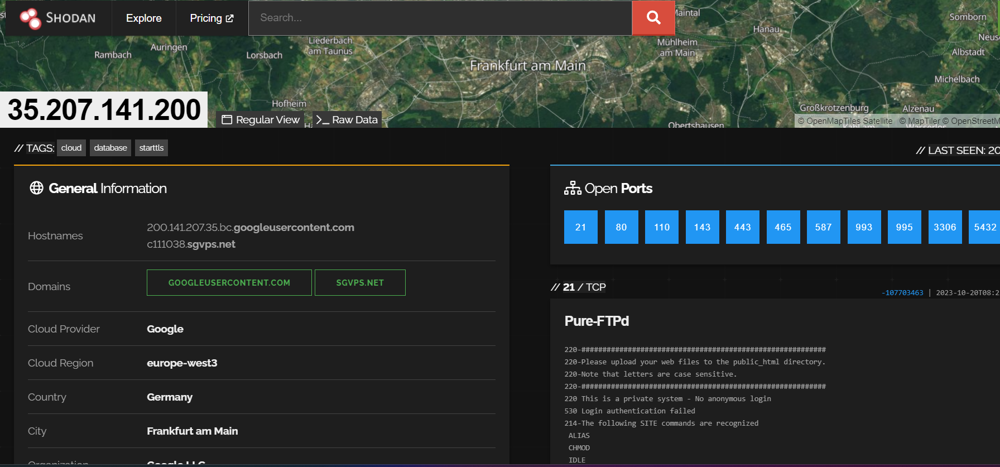 SHODAN
Explore
Pricing
Search...
Maintal
Hanau
Somborn
Liederbach
am Taunus
Mühlheim
am Main
Auringen
Rambach
Lorsbach
Albstadt
Frankfurt am Main
Michelbach
Hofheim
Großkrotzenburg
Alzenau
35.207.141.200
Regular View
Raw Data
Obertshausen
© OpenMapTiles Satellite © MapTiler © OpenStreetM
// TAGS: cloud database starttls
// LAST SEEN: 20
General Information
Hostnames
200.141.207.35.bc.googleusercontent.com
c111038.sgvps.net
Domains
GOOGLEUSERCONTENT.COM
SGVPS.NET
Cloud Provider
Google
Cloud Region
europe-west3
Country
Germany
City
Frankfurt am Main
Organization
Google LLC
Open Ports
21 80 110 143 443 465 587 993 995 3306 5432
// 21 / TCP
-107703463 | 2023-10-20T08:2
Pure-FTPd
220-##########################################################
220-Please upload your web files to the public_html directory.
220-Note that letters are case sensitive.
220-##########################################################
220 This is a private system - No anonymous login
530 Login authentication failed
214-The following SITE commands are recognized
ALIAS
CHMOD
IDLE